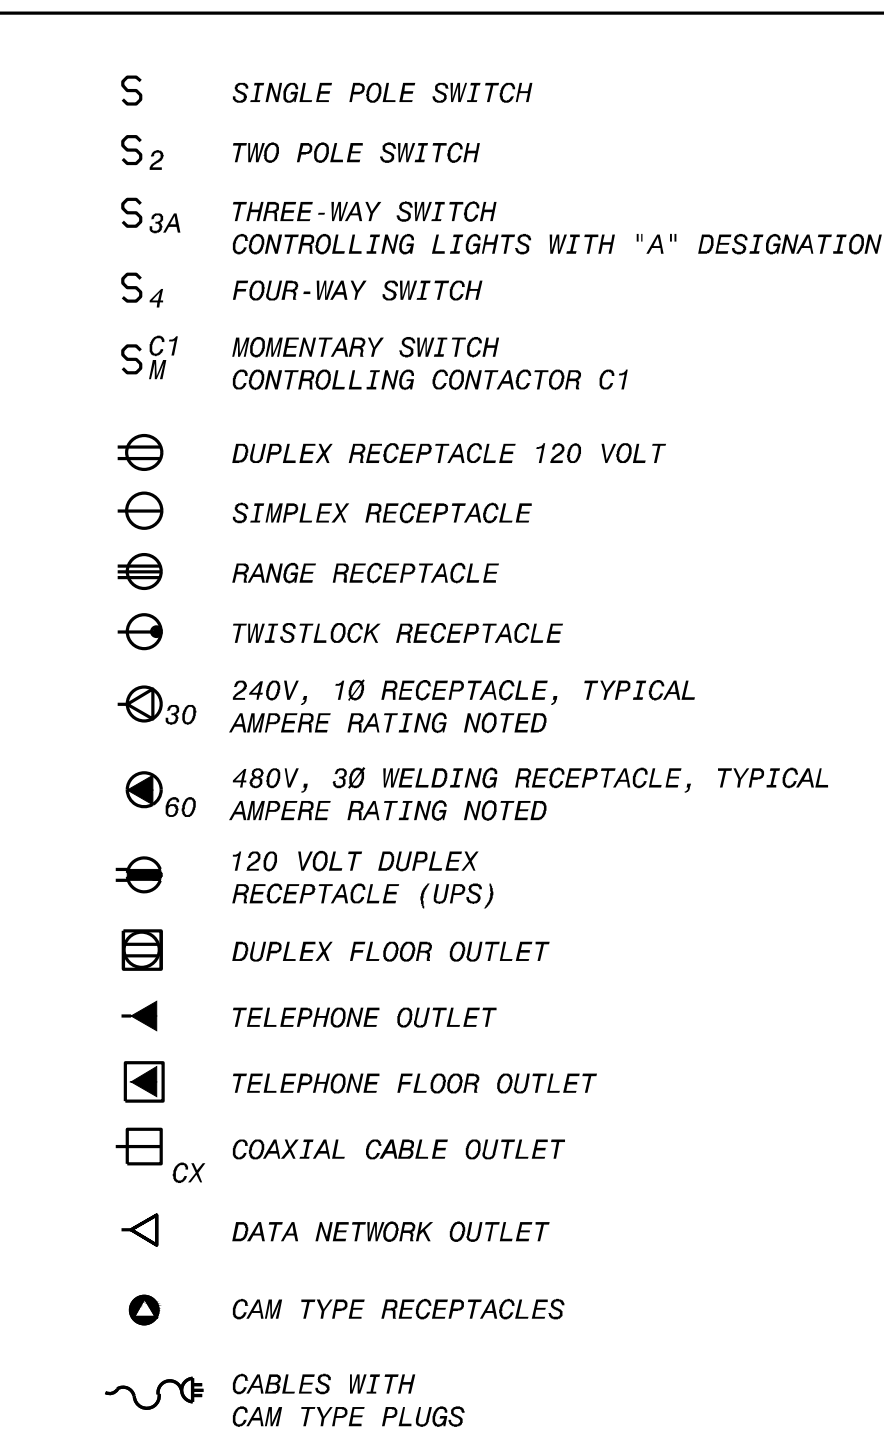 S SINGLE POLE SWITCH
S2 TWO POLE SWITCH
S3A THREE-WAY SWITCH
CONTROLLING LIGHTS WITH "A" DESIGNATION
S4 FOUR-WAY SWITCH
S C1 M MOMENTARY SWITCH
CONTROLLING CONTACTOR C1
DUPLEX RECEPTACLE 120 VOLT
SIMPLEX RECEPTACLE
RANGE RECEPTACLE
TWISTLOCK RECEPTACLE
30 240V, 1Ø RECEPTACLE, TYPICAL
AMPERE RATING NOTED
60 480V, 3Ø WELDING RECEPTACLE, TYPICAL
AMPERE RATING NOTED
120 VOLT DUPLEX
RECEPTACLE (UPS)
DUPLEX FLOOR OUTLET
TELEPHONE OUTLET
TELEPHONE FLOOR OUTLET
CX COAXIAL CABLE OUTLET
DATA NETWORK OUTLET
CAM TYPE RECEPTACLES
CABLES WITH
CAM TYPE PLUGS